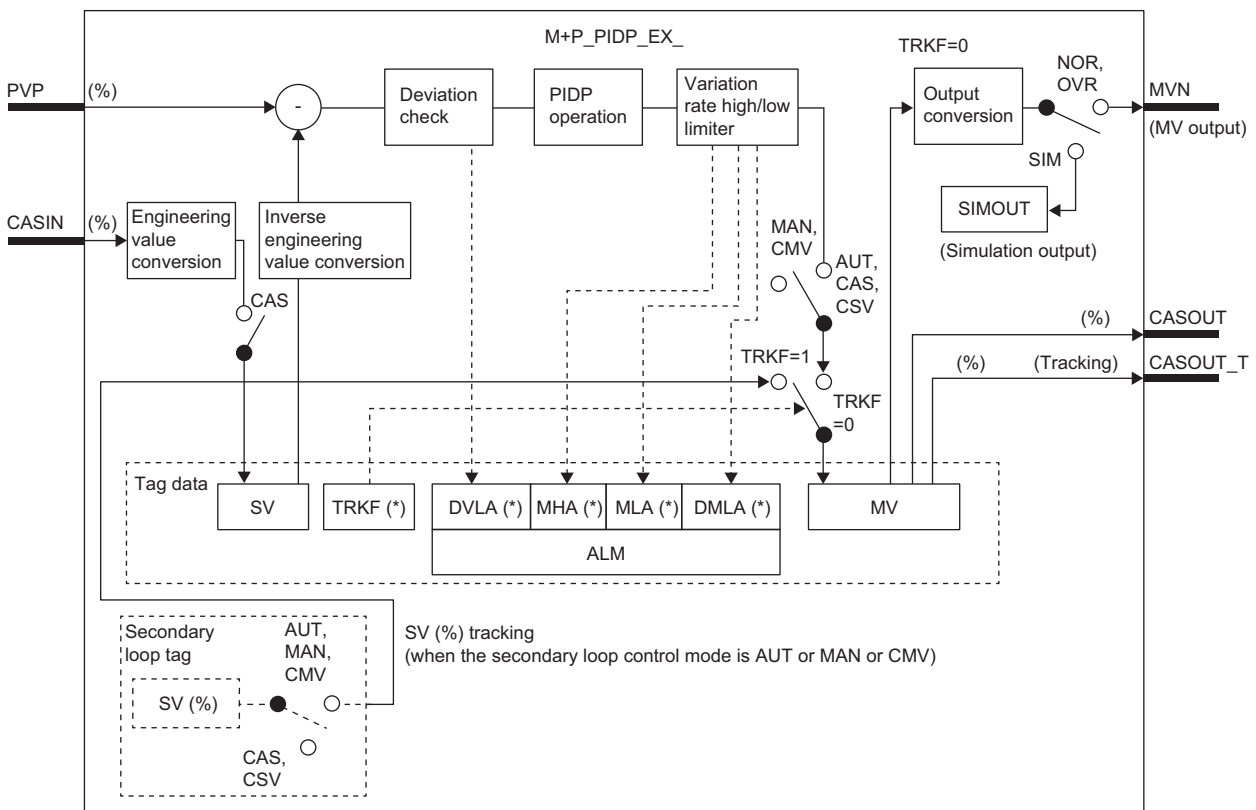 M+P_PIDP_EX_
TRKF=0
PVP
(%)
-
Deviation
check
PIDP
operation
Variation
rate high/low
limiter
Output
conversion
NOR,
OVR
MVN
(MV output)
SIM
SIMOUT
(Simulation output)
CASIN
(%)
Engineering
value
conversion
Inverse
engineering
value conversion
CAS
MAN,
CMV
AUT,
CAS,
CSV
(%)
CASOUT
TRKF=1
(%)
(Tracking)
CASOUT_T
TRKF
=0
Tag data
SV
TRKF (*)
DVLA (*)
MHA (*)
MLA (*)
DMLA (*)
MV
ALM
Secondary
loop tag
AUT,
MAN,
CMV
SV (%)
CAS,
CSV
SV (%) tracking
(when the secondary loop control mode is AUT or MAN or CMV)